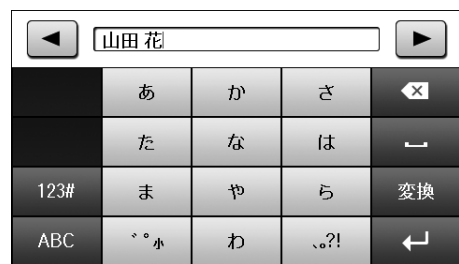 山田 花
あ か さ
た な は
123# ま や ら 変換
ABC ゛゜小 わ 、。?!